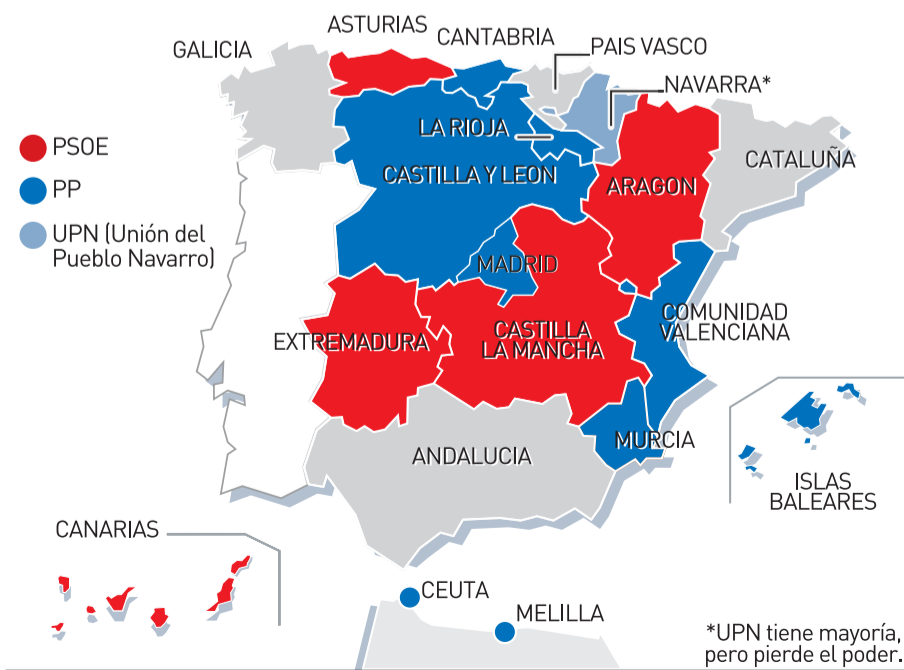 ASTURIAS
CANTABRIA
GALICIA
PAIS VASCO
NAVARRA*
LA RIOJA
PSOE
PP
UPN (Unión del
Pueblo Navarro)
CASTILLA Y LEON
ARAGON
CATALUÑA
MADRID
COMUNIDAD
VALENCIANA
EXTREMADURA
CASTILLA
LA MANCHA
MURCIA
ANDALUCIA
ISLAS
BALEARES
CANARIAS
CEUTA
MELILLA
*UPN tiene mayoría,
pero pierde el poder.